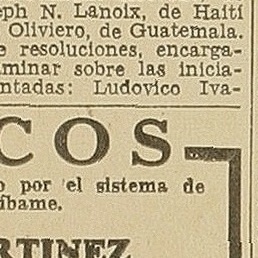 eph N. Lanoix, de Haití
Oliviero, de Guatemala.
e resoluciones, encarga-
minar sobre las inicia-
ntadas: Ludovico Iva-
COS
o por el sistema de
íbame.
RTINEZ